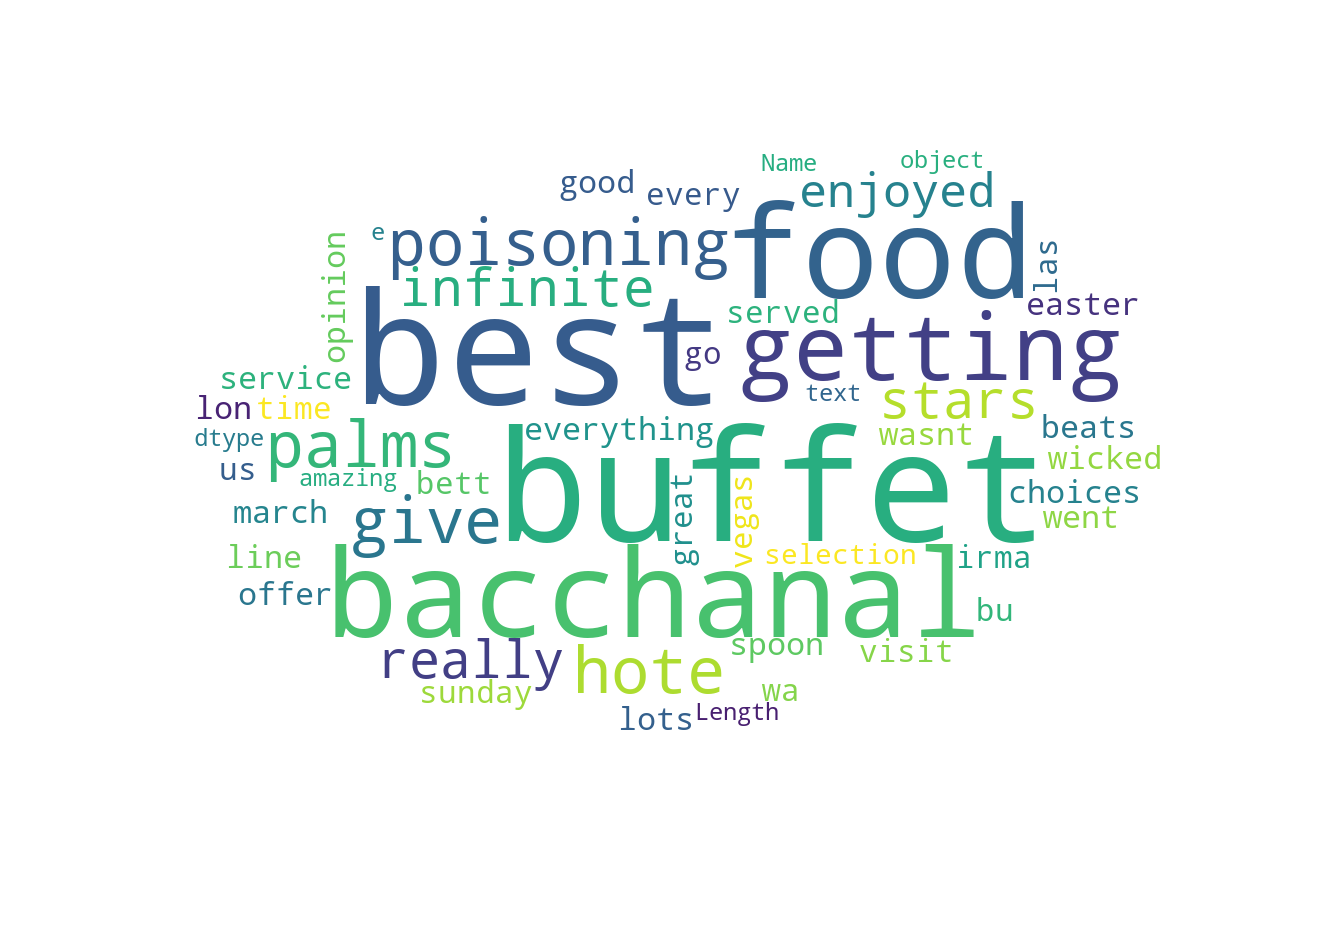 Name
object
good
every
enjoyed
e
poisoning
food
opinion
infinite
las
best
served
easter
go
getting
service
text
stars
lon
time
dtype
palms
everything
wasnt
beats
us
amazing
bett
buffet
wicked
choices
march
give
great
vegas
went
line
selection
irma
offer
bacchanal
bu
really
hote
spoon
visit
sunday
wa
lots
Length